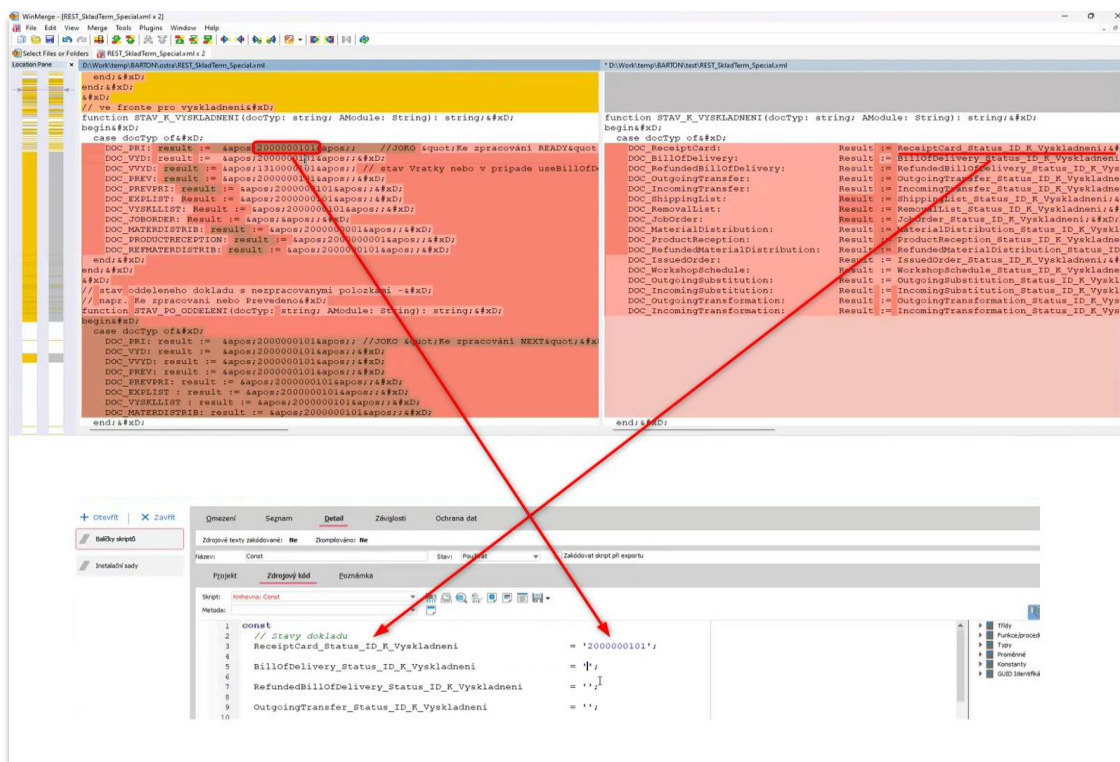 WinMerge - [REST_SkladTerm_Special.xml x 2]
File Edit View Merge Tools Plugins Window Help
Select Files or Folders REST_SkladTerm_Special.xml x 2
Location Pane x D:\Work\temp\BARTON\ostra\REST_SkladTerm_Special.xml * D:\Work\temp\BARTON\test\REST_SkladTerm_Special.xml
end;&#xD;
end;&#xD;
&#xD;
// ve fronte pro vyskladneni&#xD;
function STAV_K_VYSKLADNENI(docTyp: string; AModule: String): string;&#xD;
begin&#xD;
case docTyp of&#xD;
DOC_PRI: result := &apos;2000000101&apos;; //JOKO &quot;Ke zpracování READY&quot
DOC_VYD: result := &apos;2000000101&apos;;&#xD;
DOC_VVYD: result := &apos;1310000001&apos;; // stav Vratky nebo v pripade useBillOfD
DOC_PREV: result := &apos;2000000101&apos;;&#xD;
DOC_PREVPRI: result := &apos;2000000101&apos;;&#xD;
DOC_EXPLIST: Result := &apos;2000000101&apos;;&#xD;
DOC_VYSKLLIST: Result := &apos;2000000101&apos;;&#xD;
DOC_JOBORDER: Result := &apos;&apos;;&#xD;
DOC_MATERDISTRIB: result := &apos;2000000101&apos;;&#xD;
DOC_PRODUCTRECEPTION: result := &apos;2000000001&apos;;&#xD;
DOC_REFMATERDISTRIB: result := &apos;2000000101&apos;;&#xD;
end;&#xD;
end;&#xD;
&#xD;
// stav oddeleneho dokladu s nezpracovanymi polozkami -&#xD;
// napr. Ke zpracovani nebo Prevedeno&#xD;
function STAV_PO_ODDELENI(docTyp: string; AModule: String): string;&#xD;
begin&#xD;
case docTyp of&#xD;
DOC_PRI: result := &apos;2000000101&apos;; //JOKO &quot;Ke zpracování NEXT&quot;&#x
DOC_VYD: result := &apos;2000000101&apos;;&#xD;
DOC_VVYD: result := &apos;2000000101&apos;;&#xD;
DOC_PREV: result := &apos;2000000101&apos;;&#xD;
DOC_PREVPRI: result := &apos;2000000101&apos;;&#xD;
DOC_EXPLIST : result := &apos;2000000101&apos;;&#xD;
DOC_VYSKLLIST : result := &apos;2000000101&apos;;&#xD;
DOC_MATERDISTRIB: result := &apos;2000000101&apos;;&#xD;
end;&#xD;
function STAV_K_VYSKLADNENI(docTyp: string; AModule: String): string;&#xD;
begin&#xD;
case docTyp of&#xD;
DOC_ReceiptCard: Result := ReceiptCard_Status_ID_K_Vyskladneni;&#
DOC_BillOfDelivery: Result := BillOfDelivery_Status_ID_K_Vyskladneni
DOC_RefundedBillOfDelivery: Result := RefundedBillOfDelivery_Status_ID_K_Vys
DOC_OutgoingTransfer: Result := OutgoingTransfer_Status_ID_K_Vyskladne
DOC_IncomingTransfer: Result := IncomingTransfer_Status_ID_K_Vyskladne
DOC_ShippingList: Result := ShippingList_Status_ID_K_Vyskladneni;&
DOC_RemovalList: Result := RemovalList_Status_ID_K_Vyskladneni;&#
DOC_JobOrder: Result := JobOrder_Status_ID_K_Vyskladneni;&#xD;
DOC_MaterialDistribution: Result := MaterialDistribution_Status_ID_K_Vyskl
DOC_ProductReception: Result := ProductReception_Status_ID_K_Vyskladne
DOC_RefundedMaterialDistribution: Result := RefundedMaterialDistribution_Status_ID
DOC_IssuedOrder: Result := IssuedOrder_Status_ID_K_Vyskladneni;&#
DOC_WorkshopSchedule: Result := WorkshopSchedule_Status_ID_K_Vyskladne
DOC_OutgoingSubstitution: Result := OutgoingSubstitution_Status_ID_K_Vyskl
DOC_IncomingSubstitution: Result := IncomingSubstitution_Status_ID_K_Vyskl
DOC_OutgoingTransformation: Result := OutgoingTransformation_Status_ID_K_Vys
DOC_IncomingTransformation: Result := IncomingTransformation_Status_ID_K_Vys
end;&#xD;
Otevřít Zavřít
Balíčky skriptů
Instalační sady
Omezení Seznam Detail Závislosti Ochrana dat
Zdrojové texty zakódované: Ne Zkompilováno: Ne
Název: Const Stav: Používat Zakódovat skript při exportu
Projekt Zdrojový kód Poznámka
Skript: Knihovna: Const
Metoda:
1 const
2 // Stavy dokladu
3 ReceiptCard_Status_ID_K_Vyskladneni = '2000000101';
4
5 BillOfDelivery_Status_ID_K_Vyskladneni = '';
6
7 RefundedBillOfDelivery_Status_ID_K_Vyskladneni = '';
8
9 OutgoingTransfer_Status_ID_K_Vyskladneni = '';
10
Třídy
Funkce/procedu
Typy
Proměnné
Konstanty
GUID Identifiká